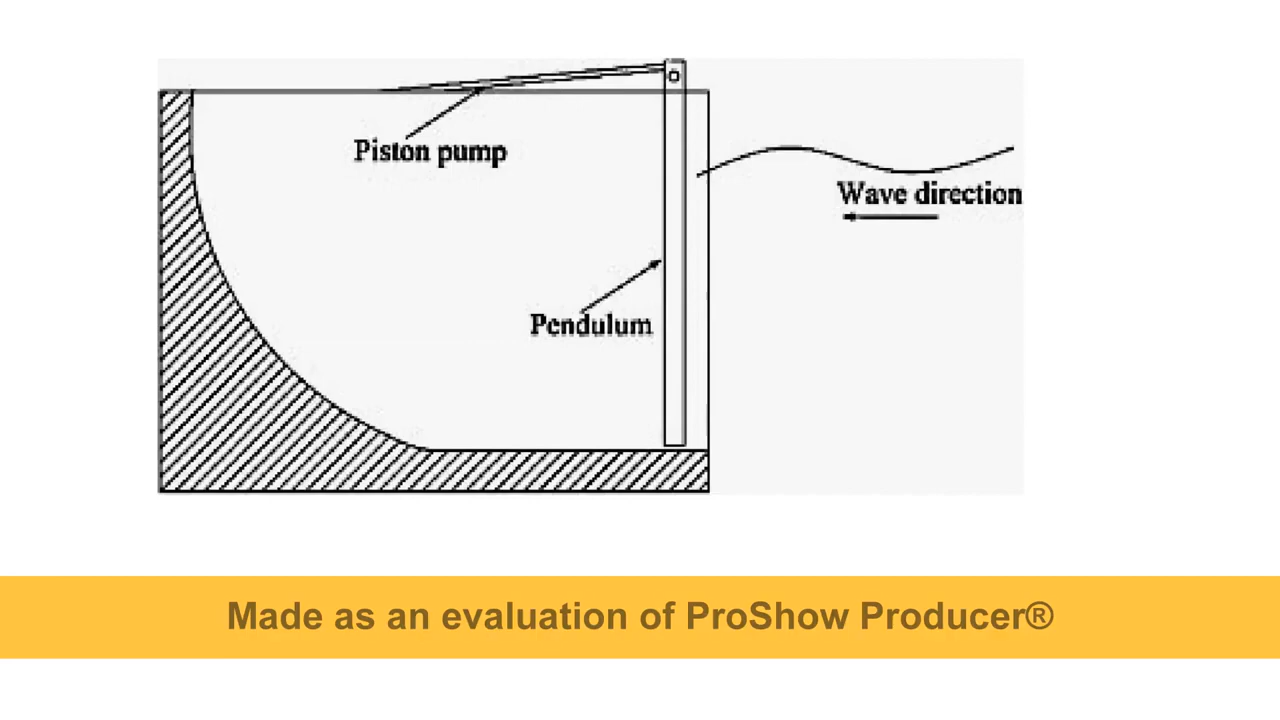 Piston pump
Wave direction
Pendulum
Made as an evaluation of ProShow Producer®